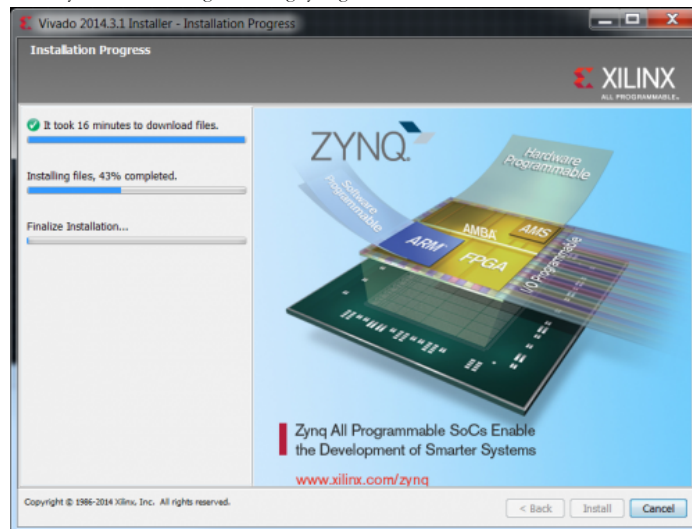 Vivado 2014.3.1 Installer - Installation Progress
Installation Progress
XILINX
ALL PROGRAMMABLE.
It took 16 minutes to download files.
Installing files, 43% completed.
Finalize Installation...
ZYNQ
Software
Programmable
Hardware
Programmable
AMBA
AMS
ARM
FPGA
I/O Programmable
Zynq All Programmable SoCs Enable
the Development of Smarter Systems
www.xilinx.com/zynq
Copyright © 1986-2014 Xilinx, Inc. All rights reserved.
< Back
Install
Cancel